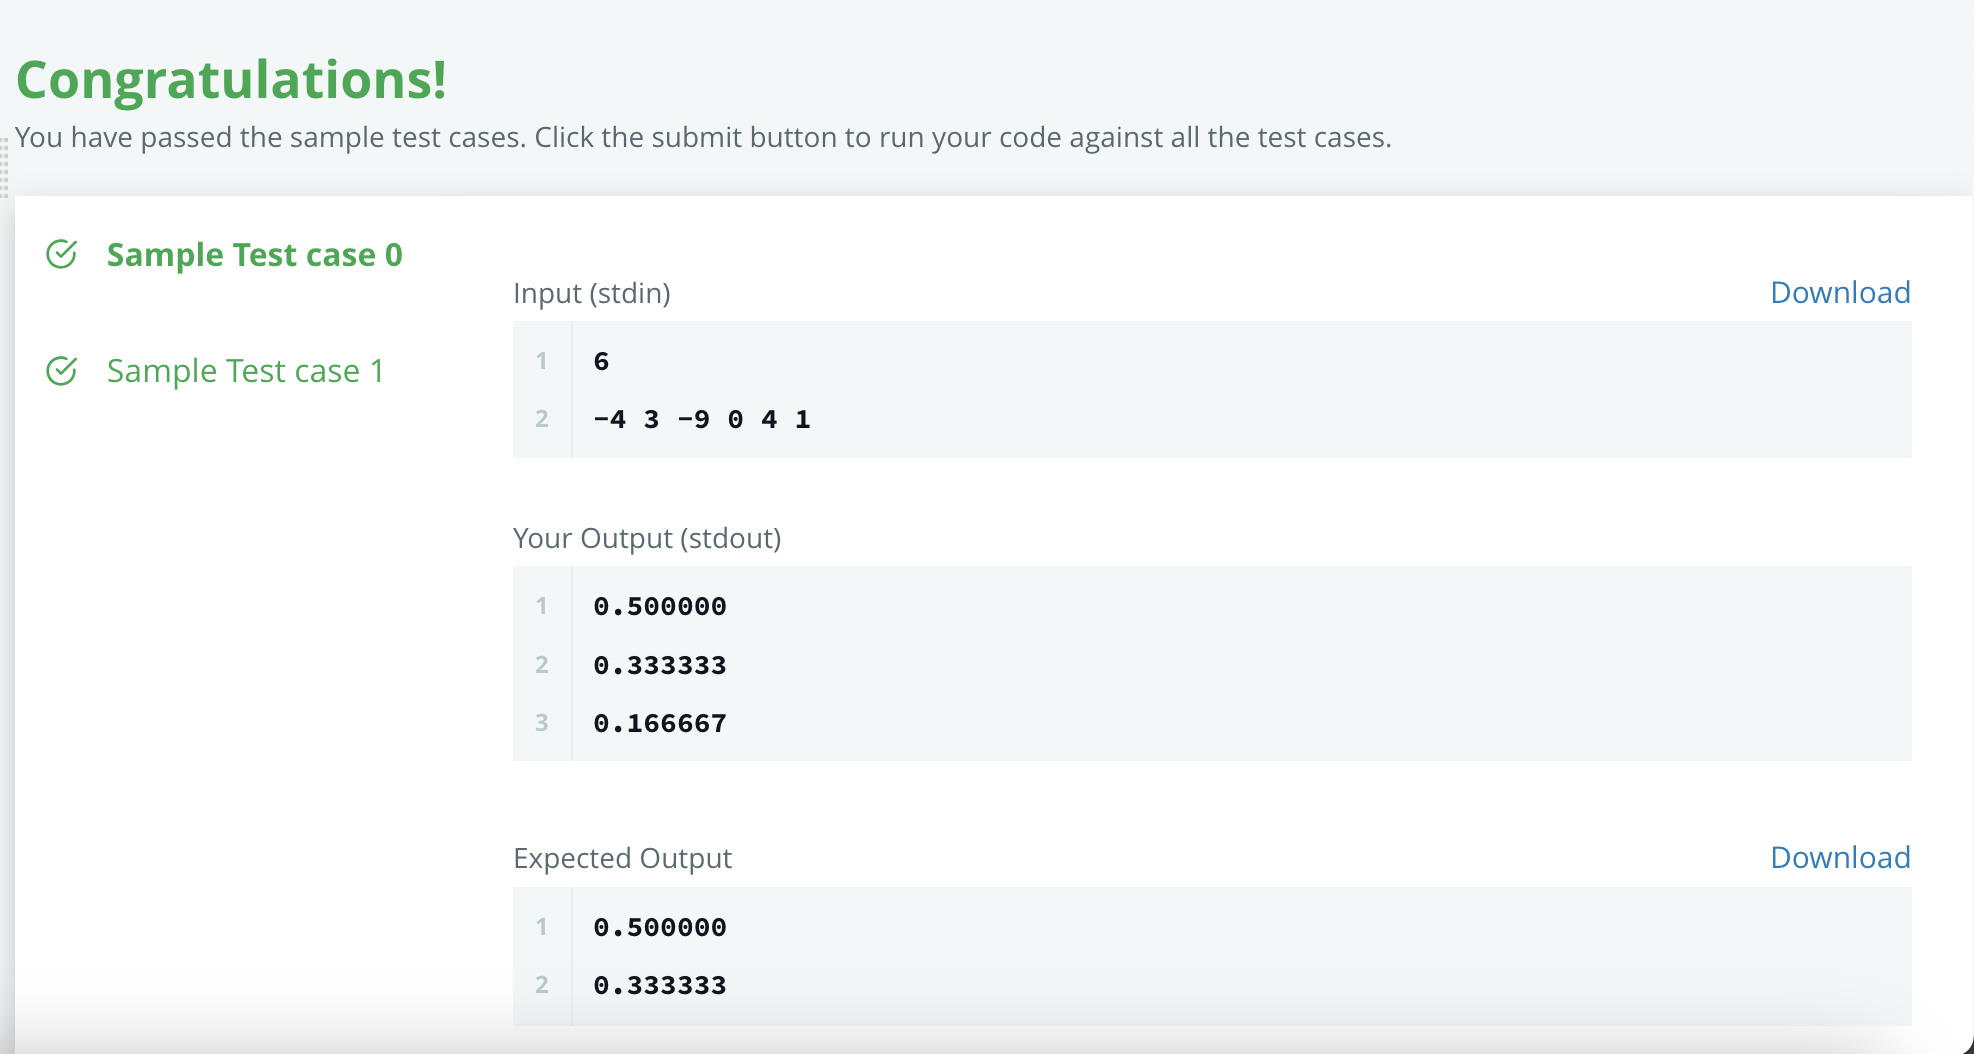 Congratulations!
You have passed the sample test cases. Click the submit button to run your code against all the test cases.
Sample Test case 0
Sample Test case 1
Input (stdin)
Download
1 6
2 -4 3 -9 0 4 1
Your Output (stdout)
1 0.500000
2 0.333333
3 0.166667
Expected Output
Download
1 0.500000
2 0.333333